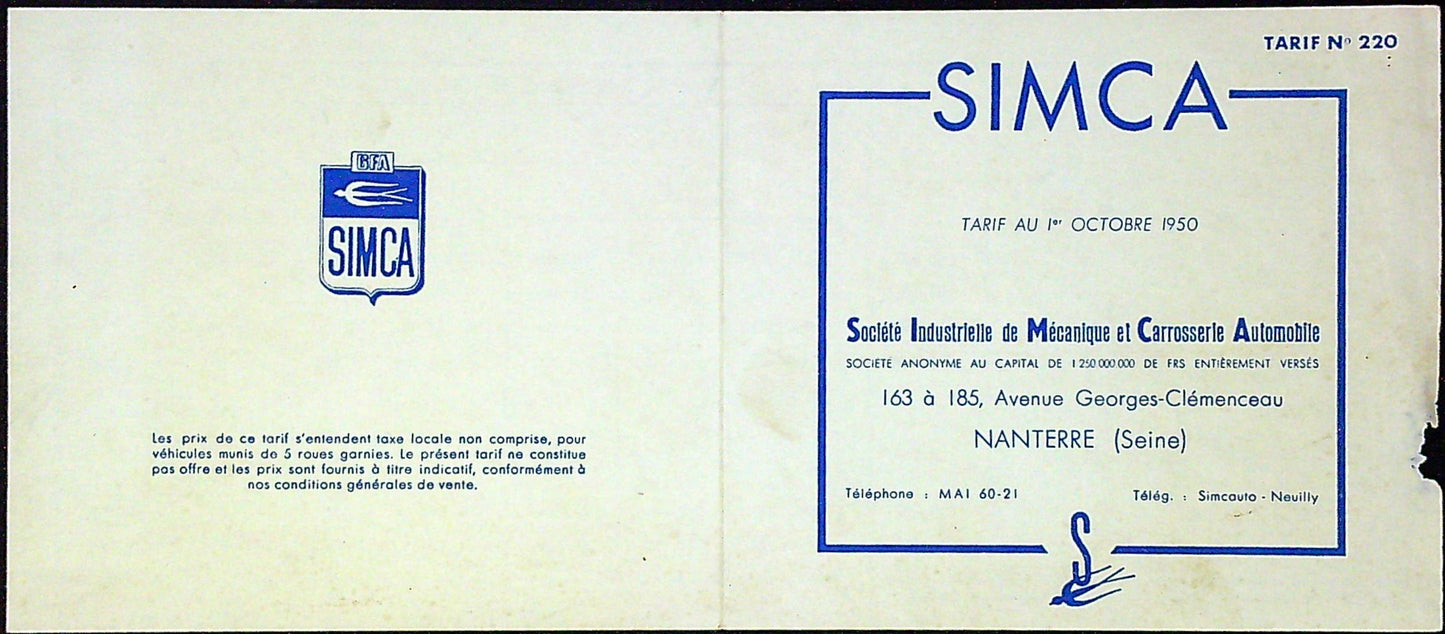 GFA
SIMCA
Les prix de ce tarif s'entendent taxe locale non comprise, pour
véhicules munis de 5 roues garnies. Le présent tarif ne constitue
pas offre et les prix sont fournis à titre indicatif, conformément à
nos conditions générales de vente.
TARIF No 220
SIMCA
TARIF AU 1er OCTOBRE 1950
Société Industrielle de Mécanique et Carrosserie Automobile
SOCIÉTÉ ANONYME AU CAPITAL DE 1 250.000.000 DE FRS ENTIÈREMENT VERSÉS
163 à 185, Avenue Georges-Clémenceau
NANTERRE (Seine)
Téléphone : MAI 60-21 Télég. : Simcauto - Neuilly
S